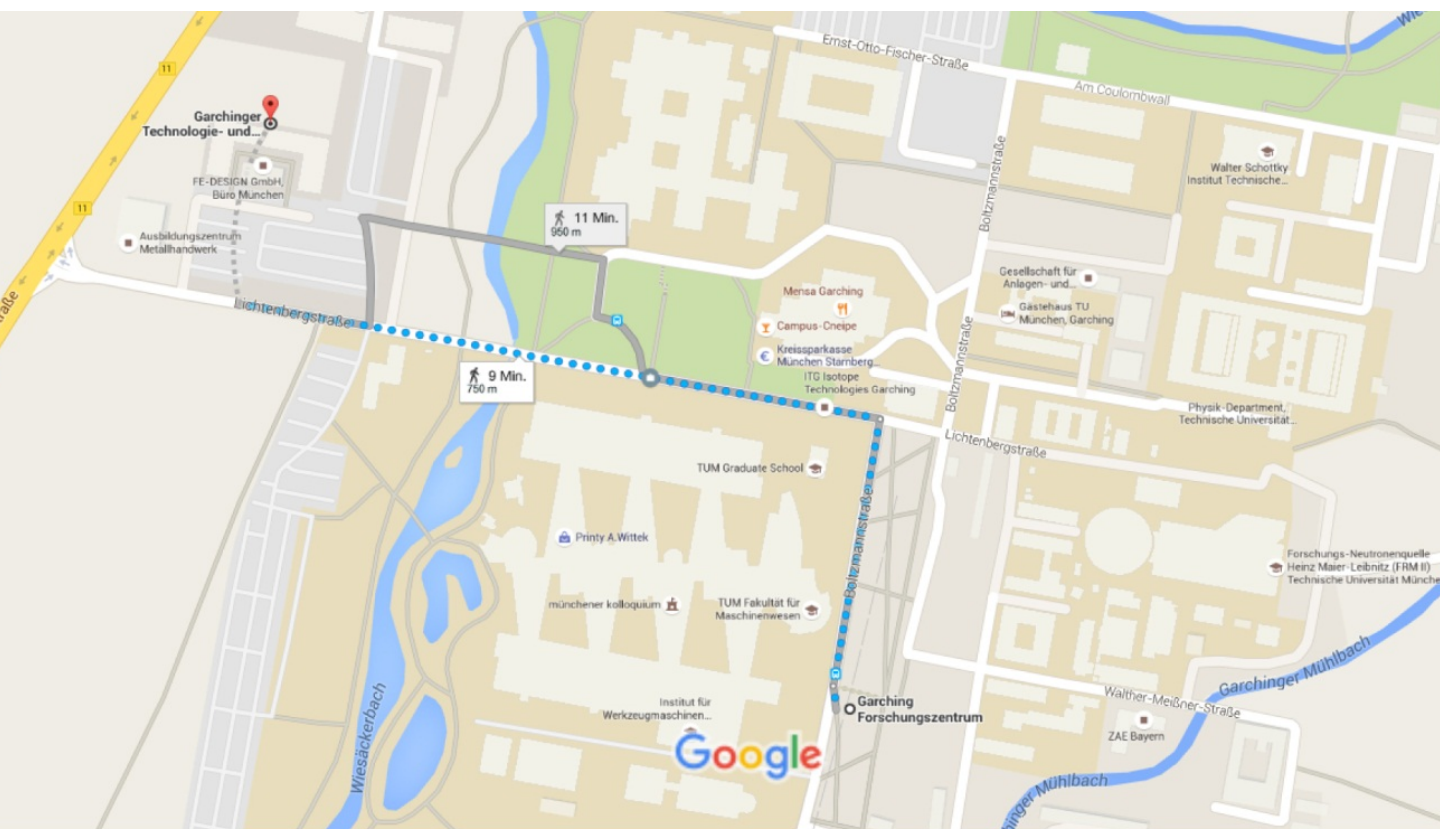 Ernst-Otto-Fischer-Straße
Am Coulombwall
11
Garchinger
Technologie- und...
FE-DESIGN GmbH,
Büro München
11
Ausbildungszentrum
Metallhandwerk
Lichtenbergstraße
11 Min.
950 m
9 Min.
750 m
Boltzmannstraße
Walter Schottky
Institut Technische...
Gesellschaft für
Anlagen- und...
Gästehaus TU
München, Garching
Mensa Garching
Campus-Cneipe
Kreissparkasse
München Starnberg...
ITG Isotope
Technologies Garching
Boltzmannstraße
Physik-Department,
Technische Universität...
Lichtenbergstraße
TUM Graduate School
Printy A.Wittek
Boltzmannstraße
münchener kolloquium
TUM Fakultät für
Maschinenwesen
Forschungs-Neutronenquelle
Heinz Maier-Leibnitz (FRM II)
Technische Universität Münche
Garchinger Mühlbach
Walther-Meißner-Straße
Institut für
Werkzeugmaschinen...
Garching
Forschungszentrum
ZAE Bayern
Wiesäckerbach
Google
inger Mühlbach